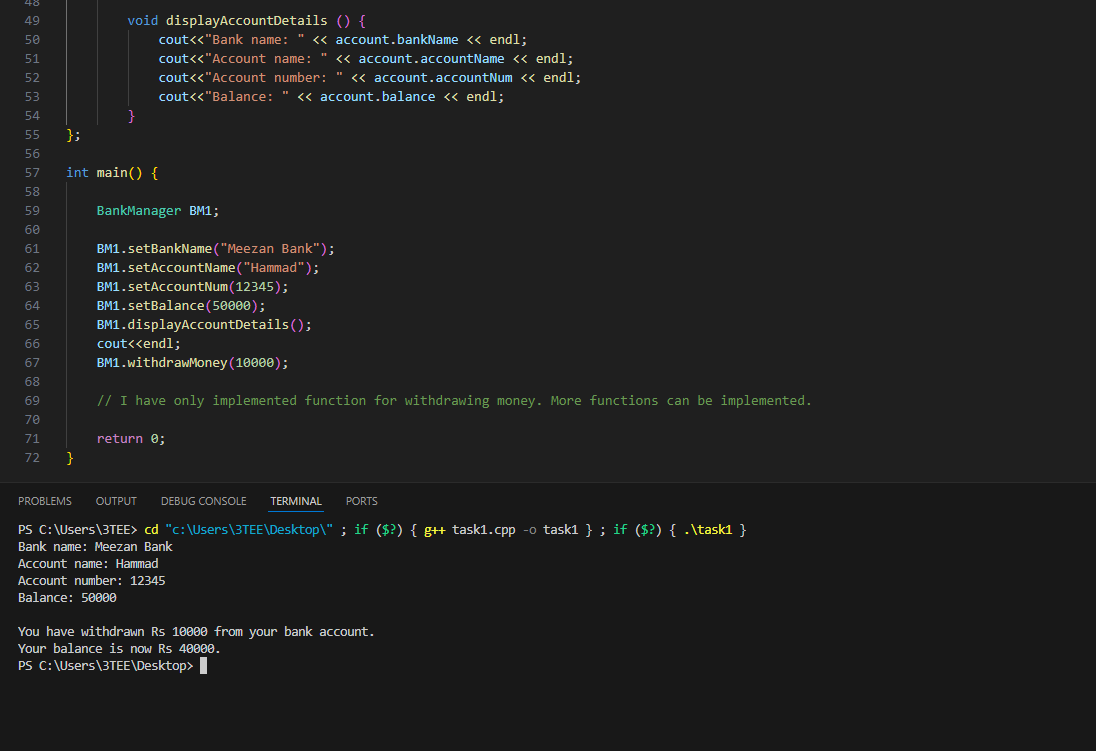 48
49 void displayAccountDetails () {
50 cout<<"Bank name: " << account.bankName << endl;
51 cout<<"Account name: " << account.accountName << endl;
52 cout<<"Account number: " << account.accountNum << endl;
53 cout<<"Balance: " << account.balance << endl;
54 }
55 };
56
57 int main() {
58
59 BankManager BM1;
60
61 BM1.setBankName("Meezan Bank");
62 BM1.setAccountName("Hammad");
63 BM1.setAccountNum(12345);
64 BM1.setBalance(50000);
65 BM1.displayAccountDetails();
66 cout<<endl;
67 BM1.withdrawMoney(10000);
68
69 // I have only implemented function for withdrawing money. More functions can be implemented.
70
71 return 0;
72 }
PROBLEMS OUTPUT DEBUG CONSOLE TERMINAL PORTS
PS C:\Users\3TEE> cd "c:\Users\3TEE\Desktop\" ; if ($?) { g++ task1.cpp -o task1 } ; if ($?) { .\task1 }
Bank name: Meezan Bank
Account name: Hammad
Account number: 12345
Balance: 50000

You have withdrawn Rs 10000 from your bank account.
Your balance is now Rs 40000.
PS C:\Users\3TEE\Desktop>